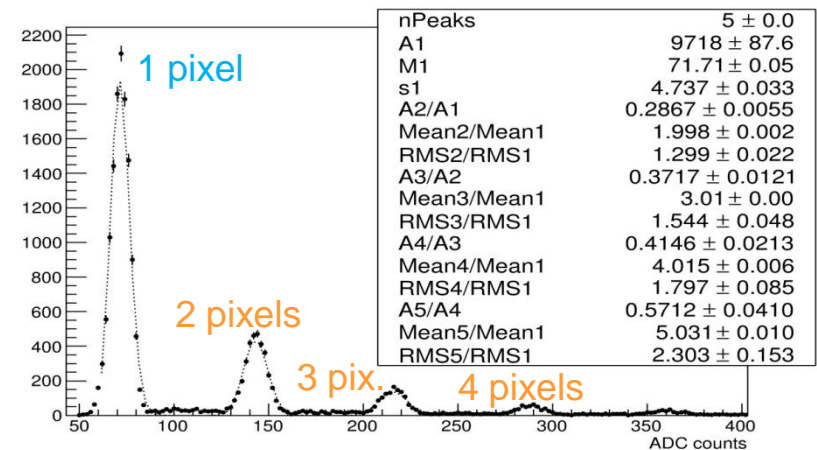 nPeaks 5 ± 0.0
A1 9718 ± 87.6
M1 71.71 ± 0.05
s1 4.737 ± 0.033
A2/A1 0.2867 ± 0.0055
Mean2/Mean1 1.998 ± 0.002
RMS2/RMS1 1.299 ± 0.022
A3/A2 0.3717 ± 0.0121
Mean3/Mean1 3.01 ± 0.00
RMS3/RMS1 1.544 ± 0.048
A4/A3 0.4146 ± 0.0213
Mean4/Mean1 4.015 ± 0.006
RMS4/RMS1 1.797 ± 0.085
A5/A4 0.5712 ± 0.0410
Mean5/Mean1 5.031 ± 0.010
RMS5/RMS1 2.303 ± 0.153
2200
2000
1800
1600
1400
1200
1000
800
600
400
200
0
1 pixel
2 pixels
3 pix.
4 pixels
50 100 150 200 250 300 350 400
ADC counts